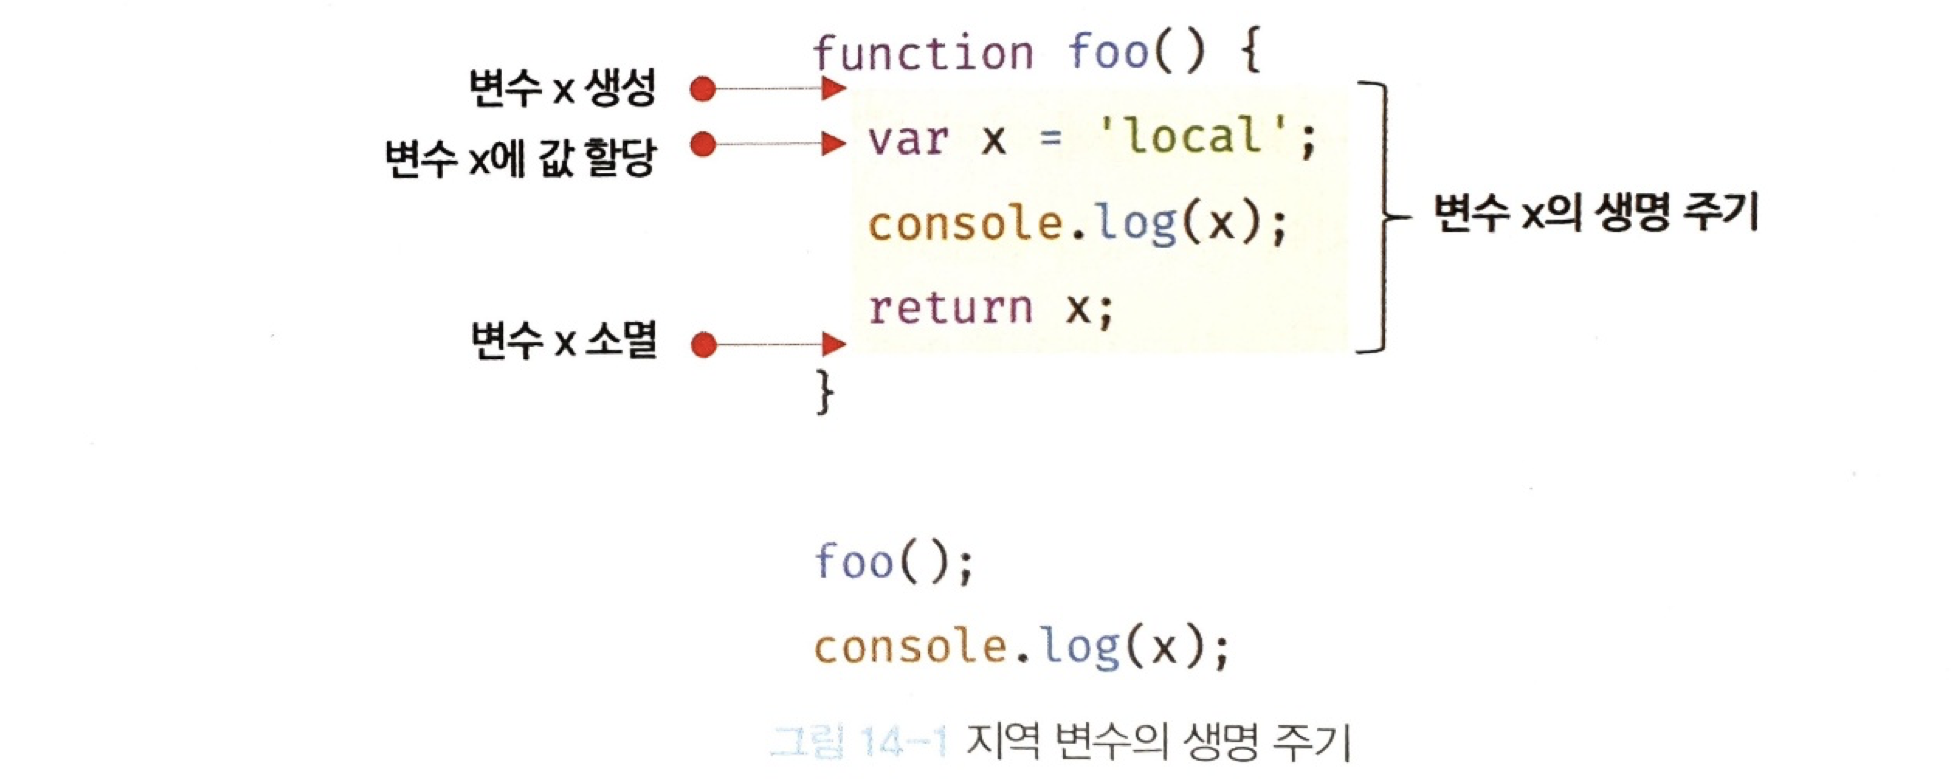 function foo() {
변수 x 생성
변수 x에 값 할당
var x = 'local';
console.log(x);
변수 x의 생명 주기
return x;
변수 x 소멸
}
foo();
console.log(x);
그림 14-1 지역 변수의 생명 주기